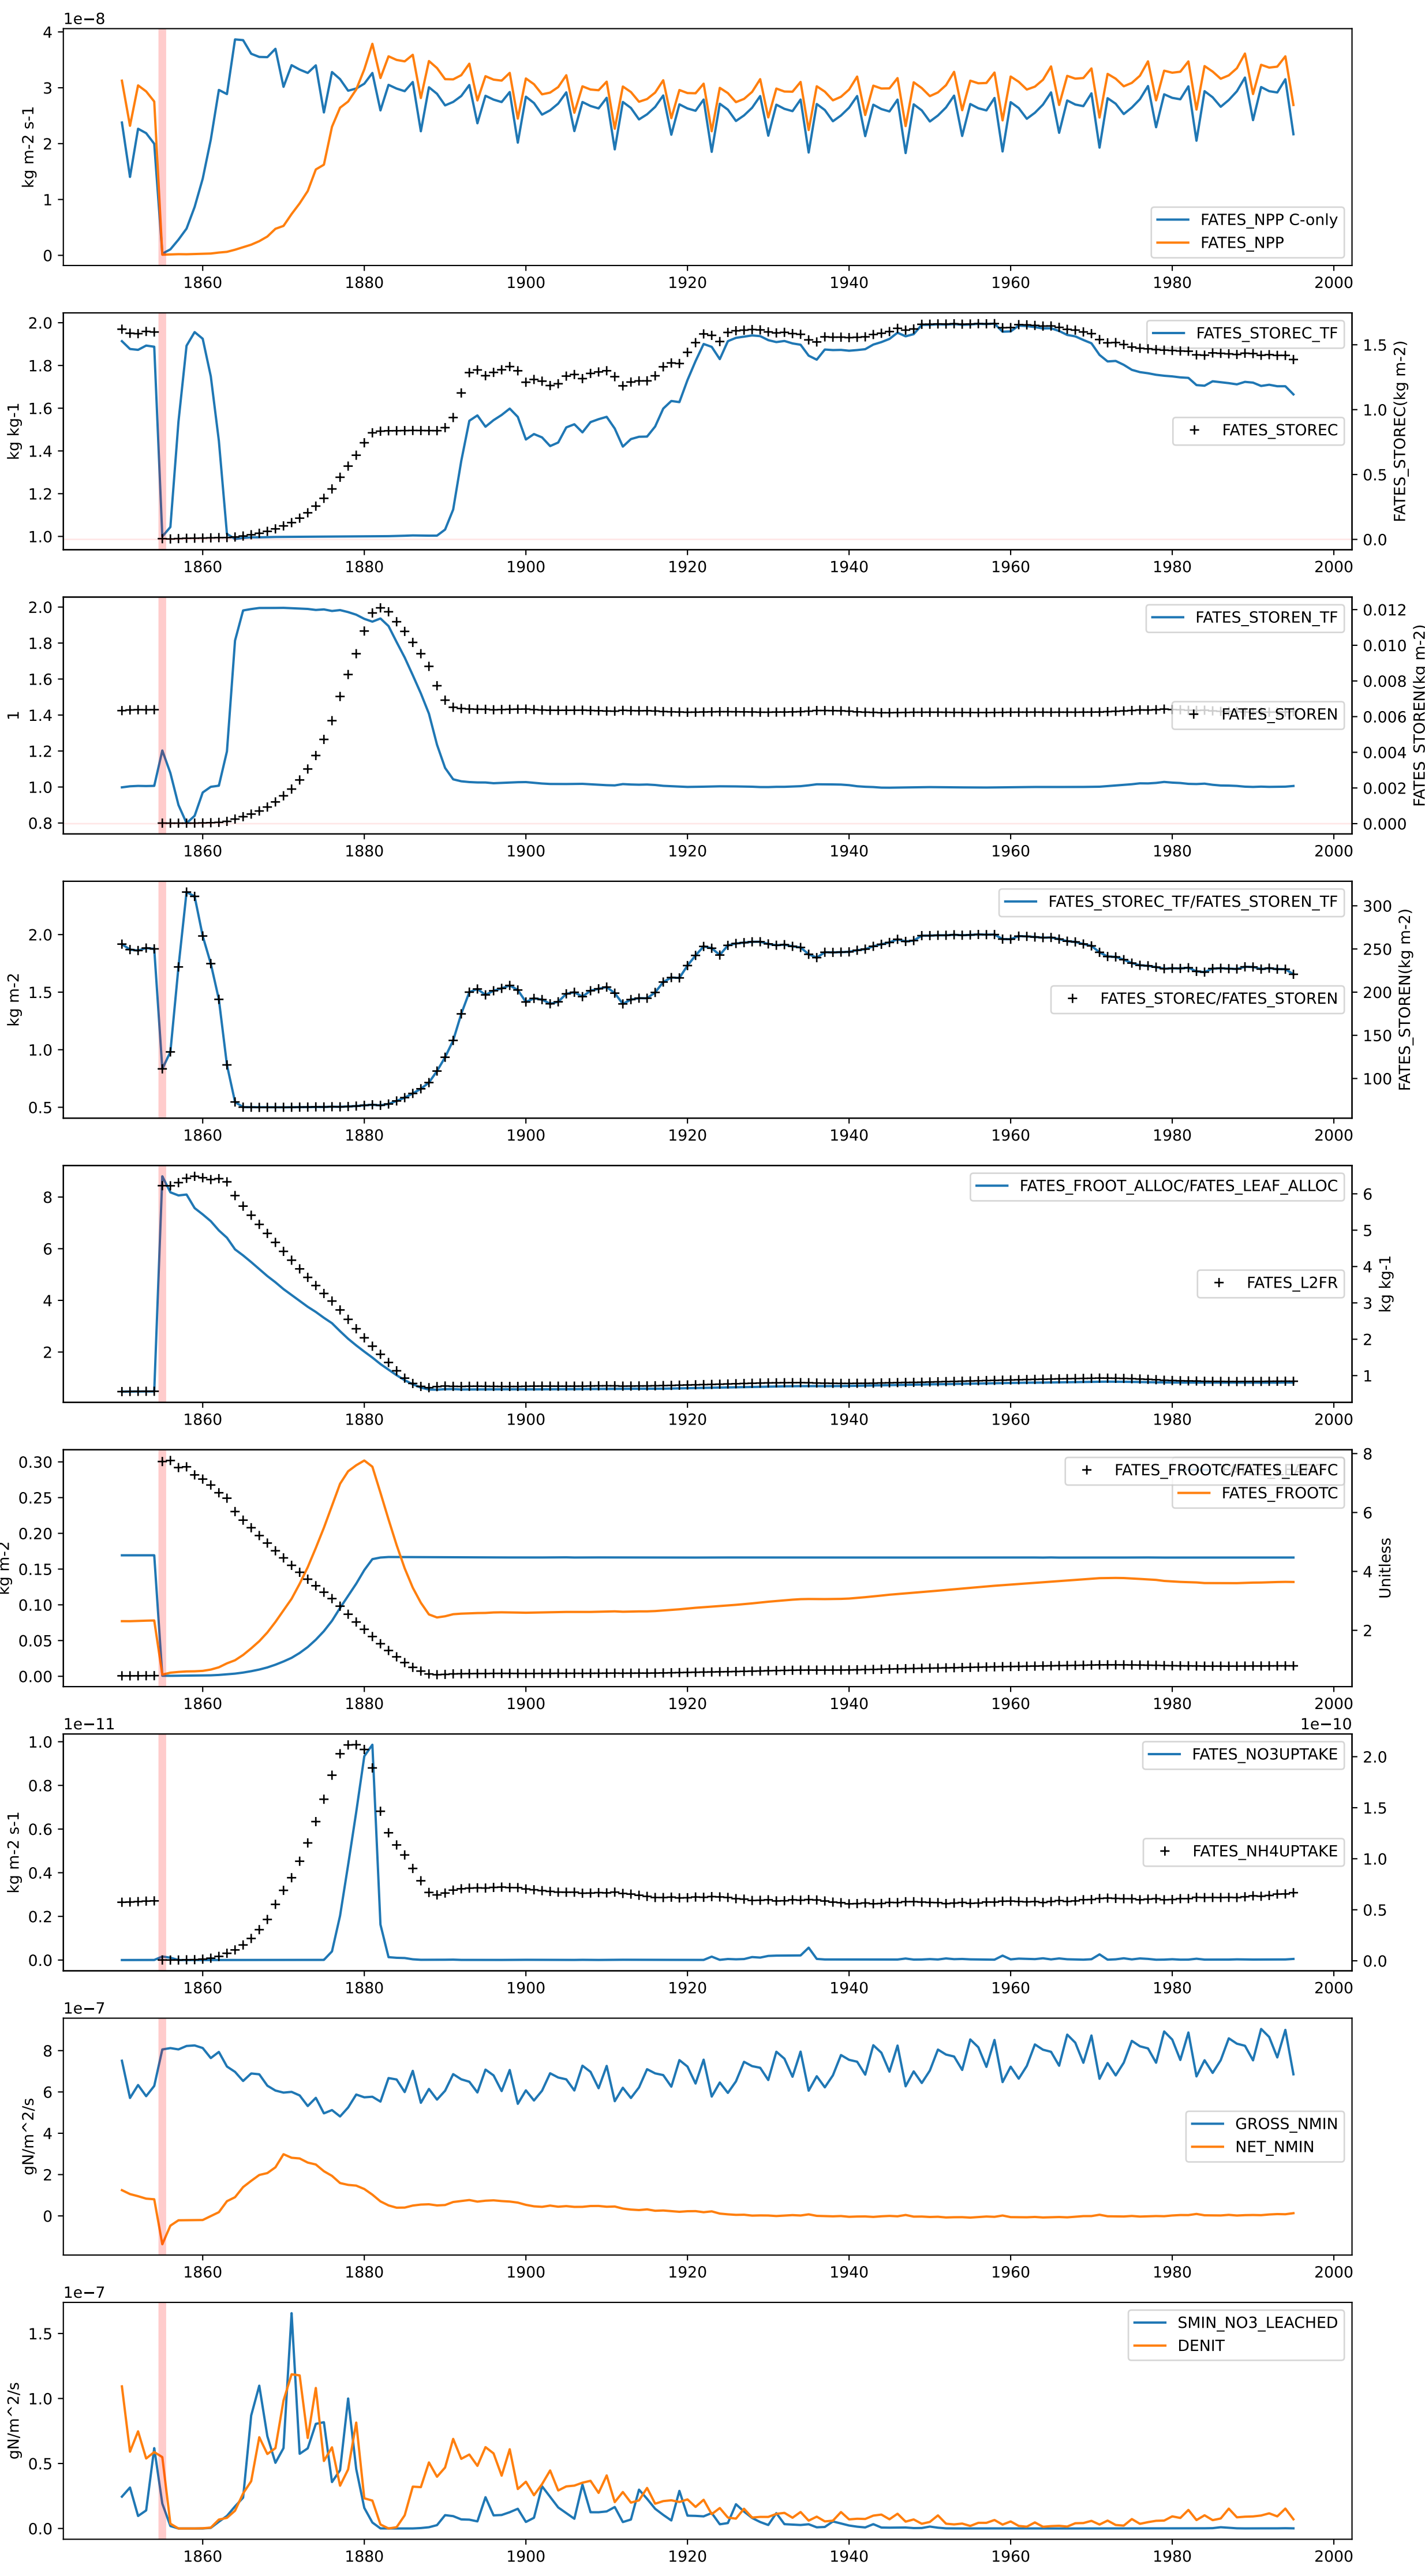 1e−8
4
3
2
1
0
kg m-2 s-1
FATES_NPP C-only
FATES_NPP
1860 1880 1900 1920 1940 1960 1980 2000
2.0
1.8
1.6
1.4
1.2
1.0
kg kg-1
FATES_STOREC_TF
FATES_STOREC
1.5
1.0
0.5
0.0
FATES_STOREC(kg m-2)
1860 1880 1900 1920 1940 1960 1980 2000
2.0
1.8
1.6
1.4
1.2
1.0
0.8
1
FATES_STOREN_TF
FATES_STOREN
0.012
0.010
0.008
0.006
0.004
0.002
0.000
FATES_STOREN(kg m-2)
1860 1880 1900 1920 1940 1960 1980 2000
2.0
1.5
1.0
0.5
kg m-2
FATES_STOREC_TF/FATES_STOREN_TF
FATES_STOREC/FATES_STOREN
300
250
200
150
100
FATES_STOREN(kg m-2)
1860 1880 1900 1920 1940 1960 1980 2000
8
6
4
2
FATES_FROOT_ALLOC/FATES_LEAF_ALLOC
FATES_L2FR
6
5
4
3
2
1
kg kg-1
1860 1880 1900 1920 1940 1960 1980 2000
0.30
0.25
0.20
0.15
0.10
0.05
0.00
kg m-2
FATES_FROOTC/FATES_LEAFC
FATES_FROOTC
8
6
4
2
Unitless
1860 1880 1900 1920 1940 1960 1980 2000
1e−11
1e−10
1.0
0.8
0.6
0.4
0.2
0.0
kg m-2 s-1
FATES_NO3UPTAKE
FATES_NH4UPTAKE
2.0
1.5
1.0
0.5
0.0
1860 1880 1900 1920 1940 1960 1980 2000
1e−7
8
6
4
2
0
gN/m^2/s
GROSS_NMIN
NET_NMIN
1860 1880 1900 1920 1940 1960 1980 2000
1e−7
1.5
1.0
0.5
0.0
gN/m^2/s
SMIN_NO3_LEACHED
DENIT
1860 1880 1900 1920 1940 1960 1980 2000